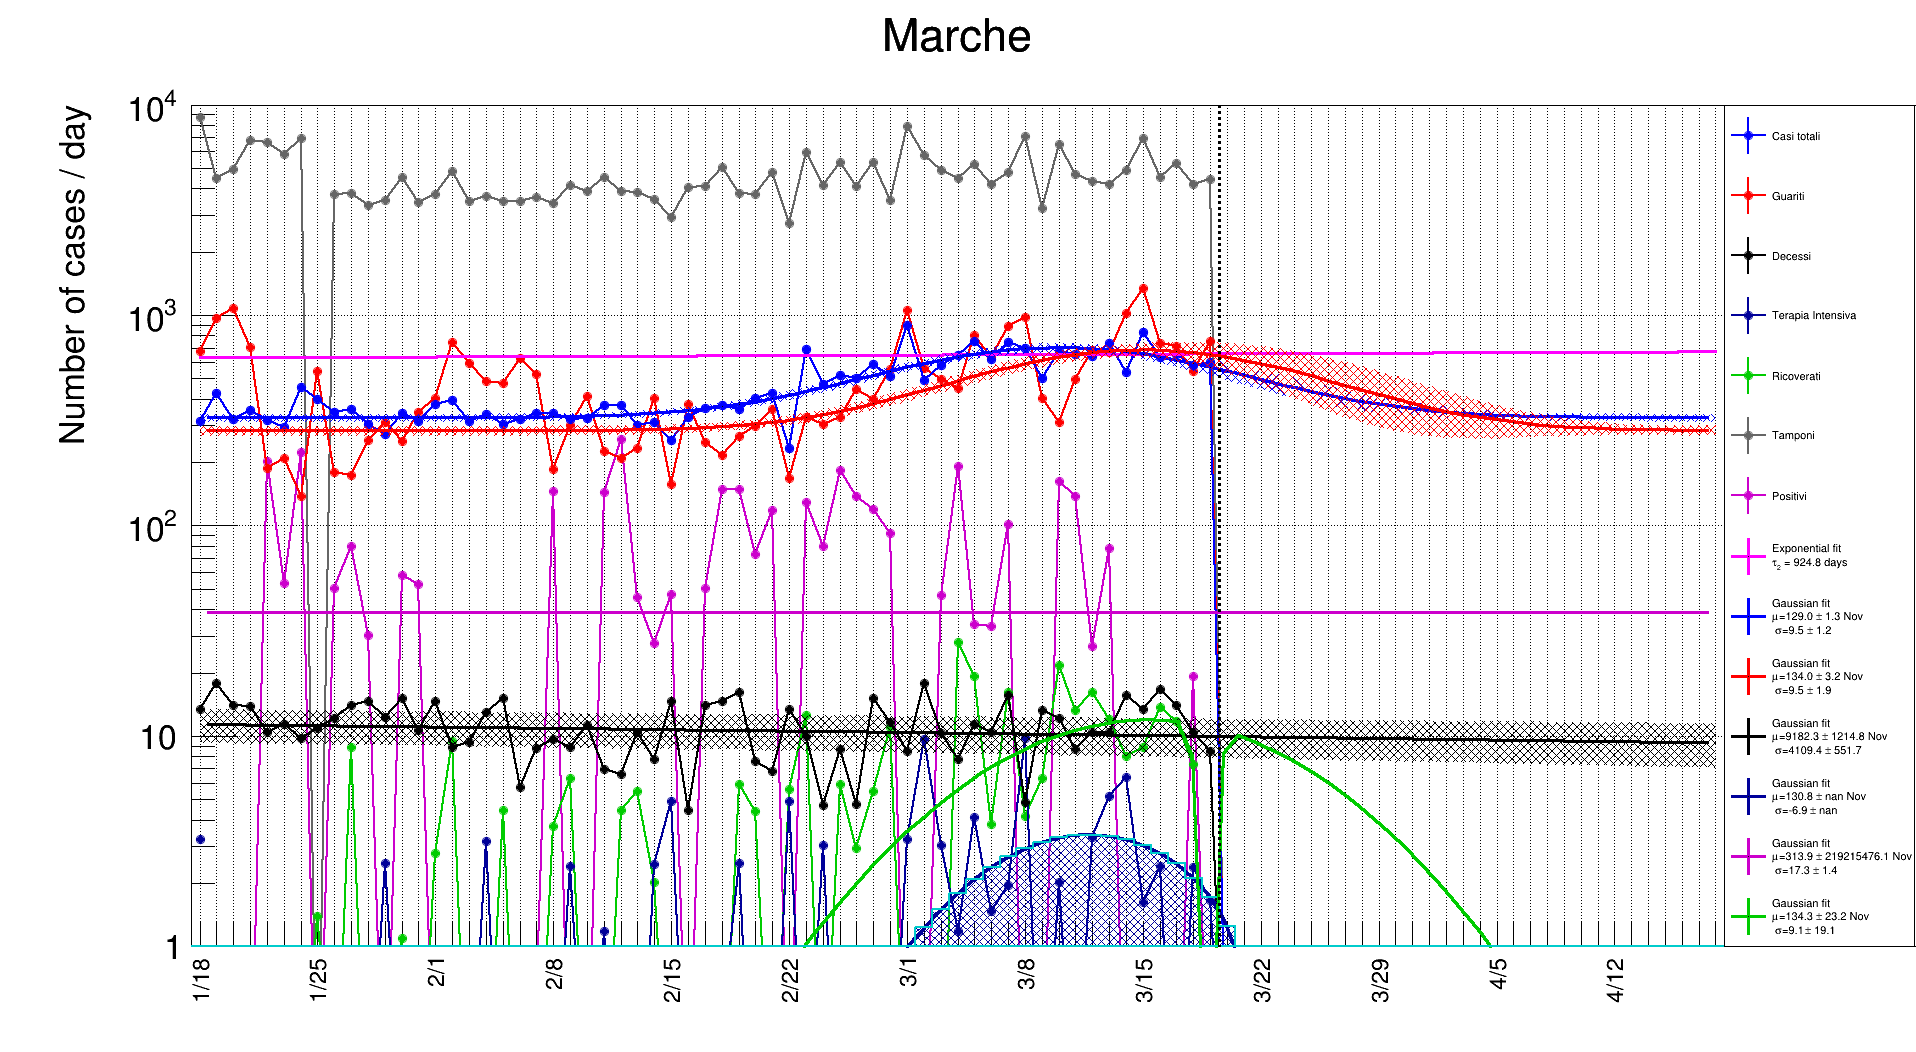 Marche
Number of cases / day
10^4
10^3
10^2
10
1
1/18
1/25
2/1
2/8
2/15
2/22
3/1
3/8
3/15
3/22
3/29
4/5
4/12
Casi totali
Guariti
Decessi
Terapia Intensiva
Ricoverati
Tamponi
Positivi
Exponential fit
τ_2 = 924.8 days
Gaussian fit
μ=129.0 ± 1.3 Nov
σ=9.5 ± 1.2
Gaussian fit
μ=134.0 ± 3.2 Nov
σ=9.5 ± 1.9
Gaussian fit
μ=9182.3 ± 1214.8 Nov
σ=4109.4 ± 551.7
Gaussian fit
μ=130.8 ± nan Nov
σ=-6.9 ± nan
Gaussian fit
μ=313.9 ± 219215476.1 Nov
σ=17.3 ± 1.4
Gaussian fit
μ=134.3 ± 23.2 Nov
σ=9.1 ± 19.1